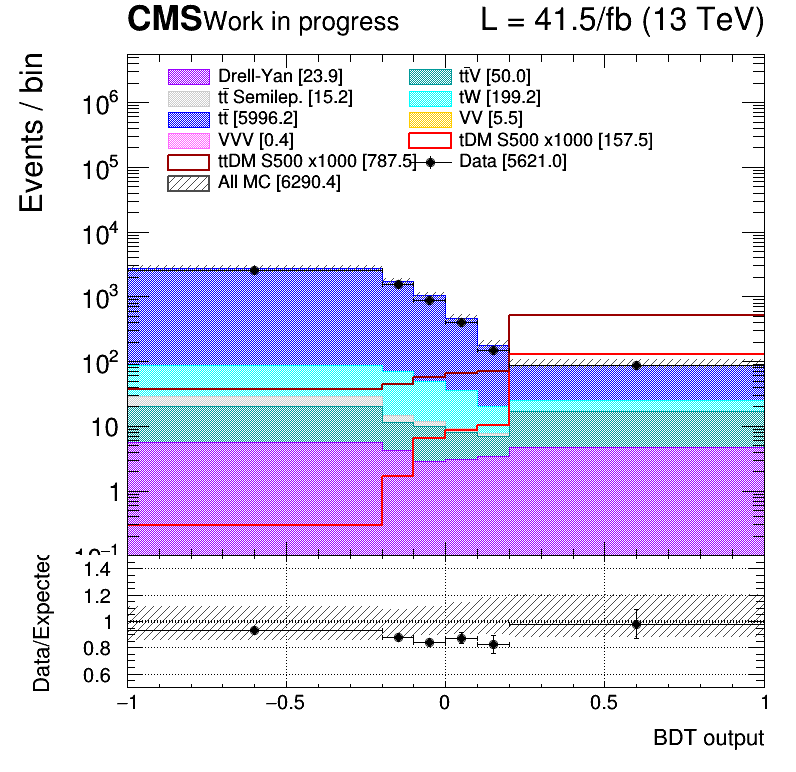 CMS Work in progress L = 41.5/fb (13 TeV)
Events / bin
Drell-Yan [23.9] tt̄V [50.0]
tt̄ Semilep. [15.2] tW [199.2]
tt̄ [5996.2] VV [5.5]
VVV [0.4] tDM S500 x1000 [157.5]
ttDM S500 x1000 [787.5] Data [5621.0]
All MC [6290.4]
10⁶
10⁵
10⁴
10³
10²
10
1
10⁻¹
Data/Expected
1.4
1.2
1
0.8
0.6
−1 −0.5 0 0.5 1
BDT output